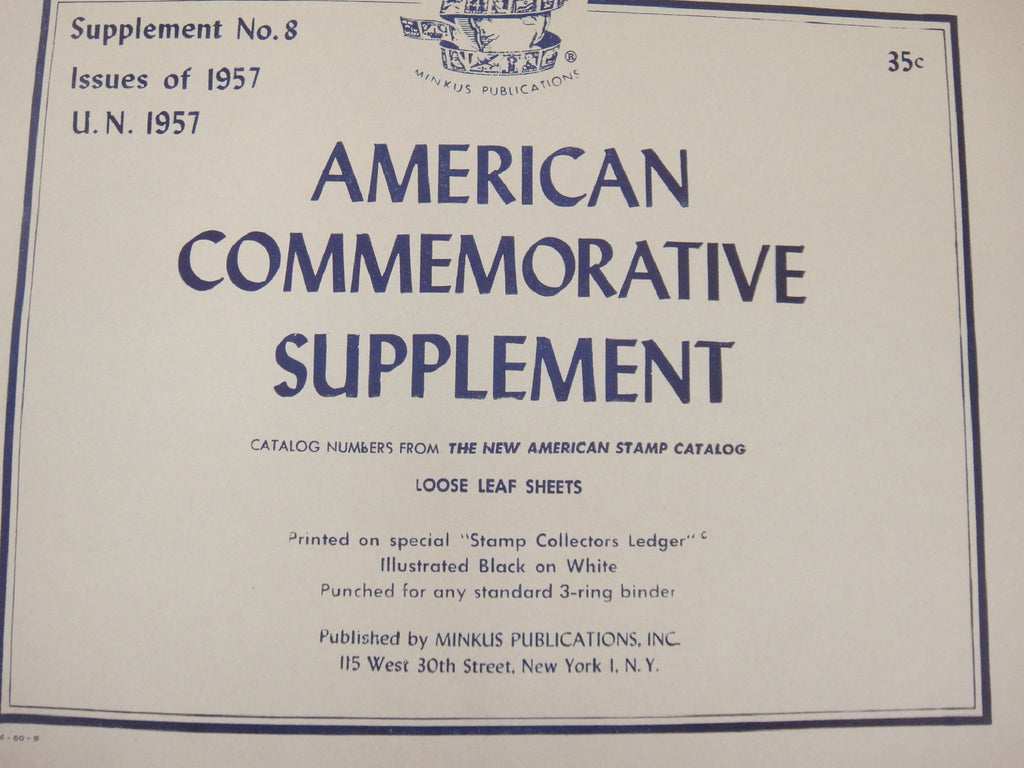 Supplement No. 8
Issues of 1957
U. N. 1957
35c
MINKUS PUBLICATIONS ®
AMERICAN
COMMEMORATIVE
SUPPLEMENT
CATALOG NUMBERS FROM THE NEW AMERICAN STAMP CATALOG
LOOSE LEAF SHEETS
Printed on special "Stamp Collectors Ledger" c
Illustrated Black on White
Punched for any standard 3-ring binder
Published by MINKUS PUBLICATIONS, INC.
115 West 30th Street, New York 1, N. Y.